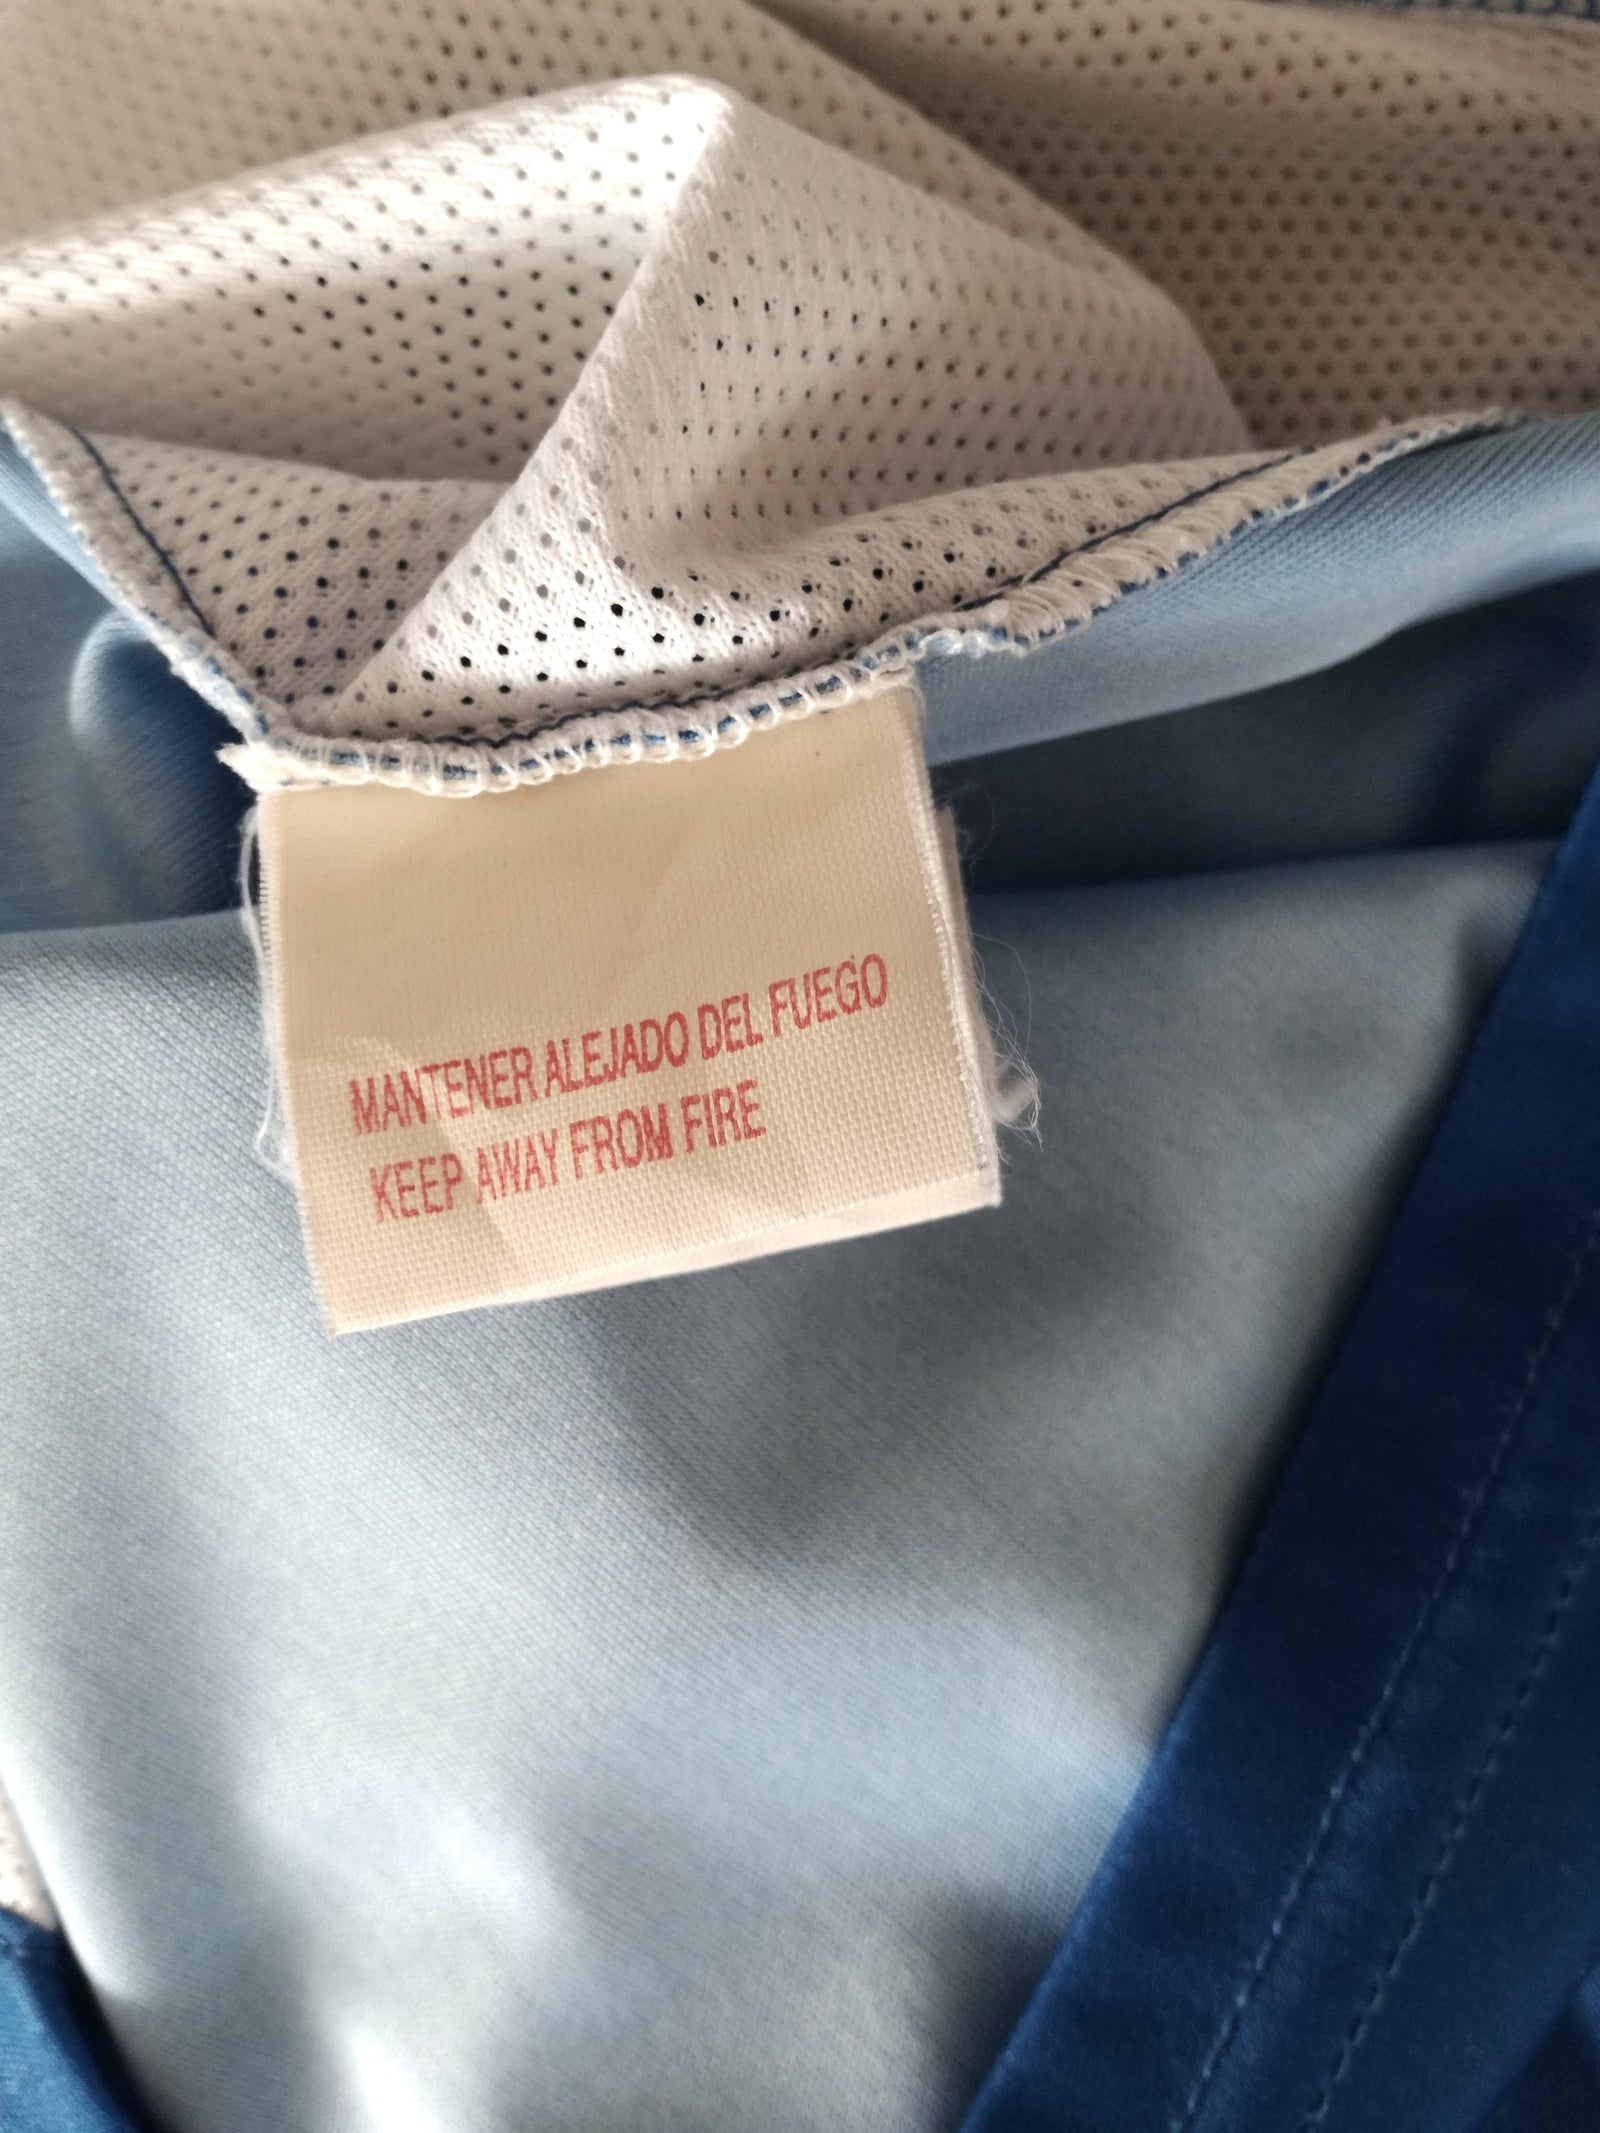 MANTENER ALEJADO DEL FUEGO
KEEP AWAY FROM FIRE